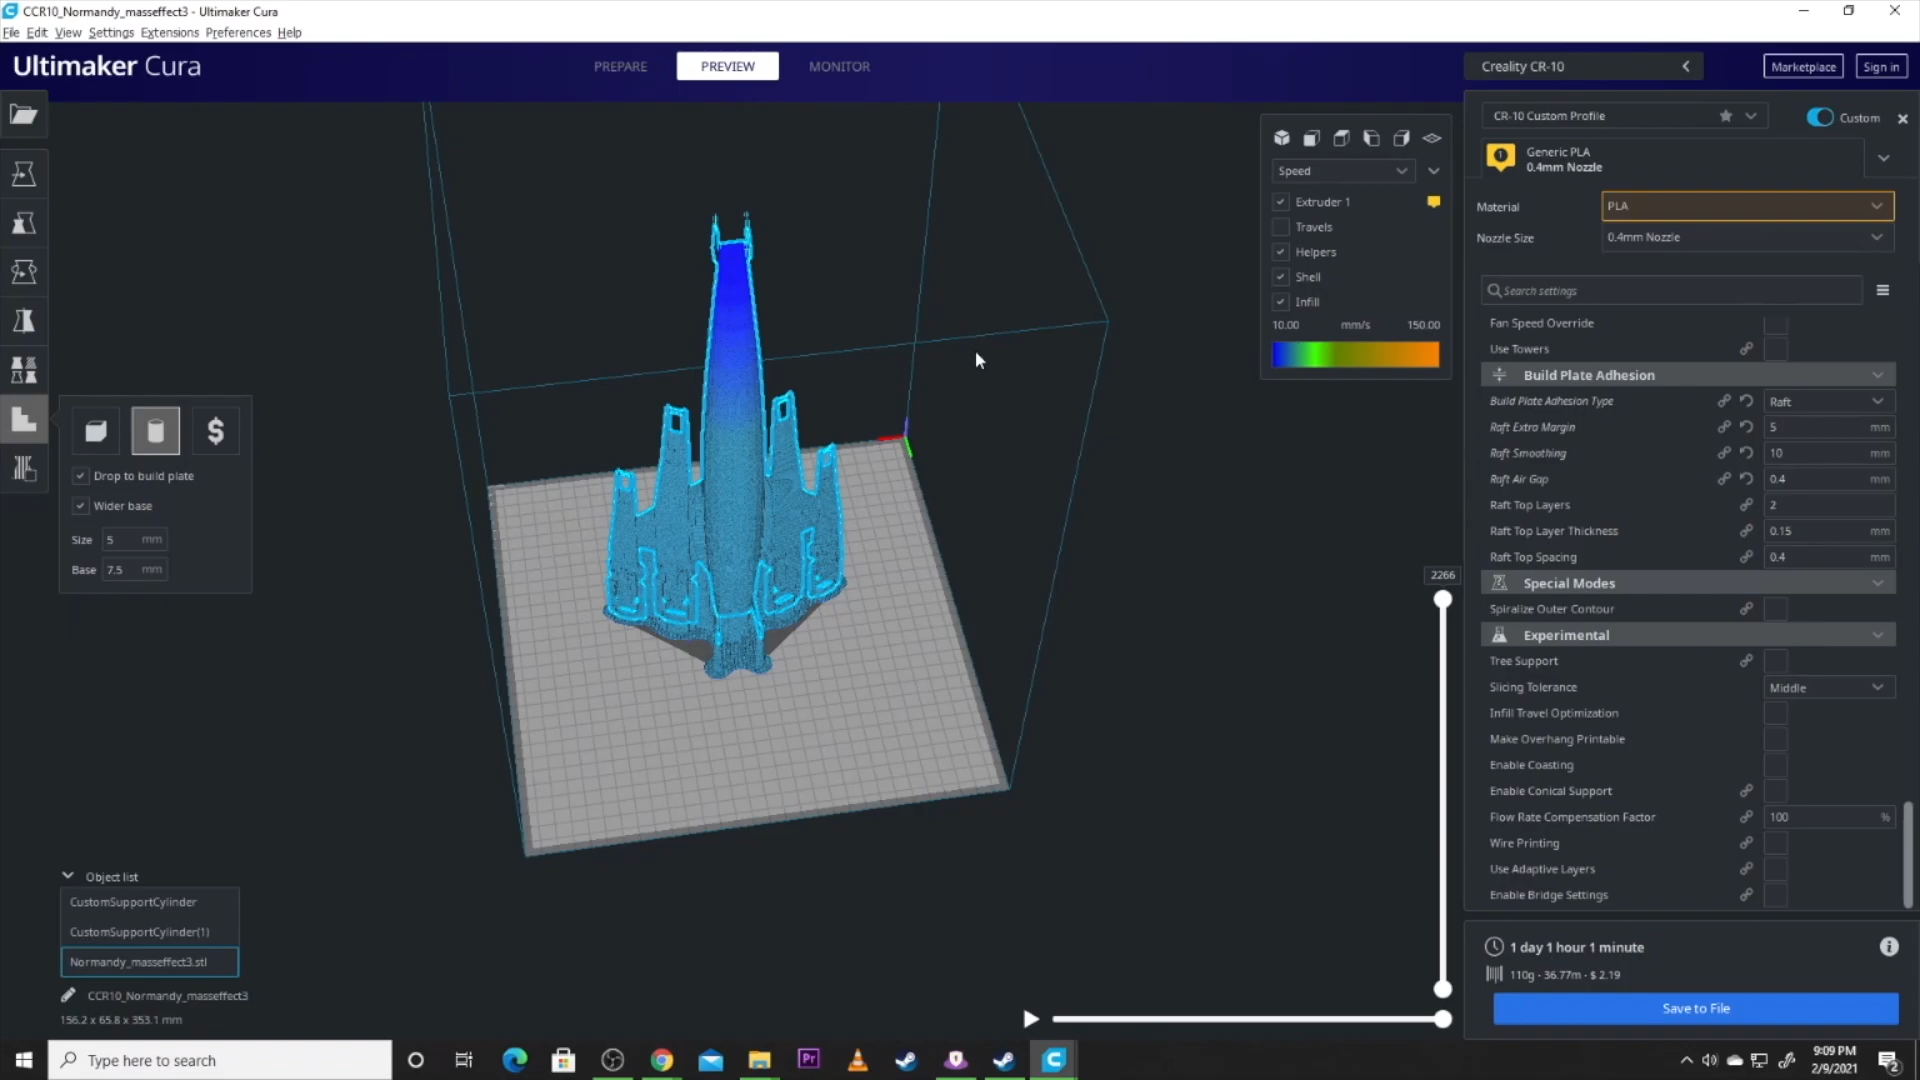 CCR10_Normandy_masseffect3 - Ultimaker Cura
File Edit View Settings Extensions Preferences Help
Ultimaker Cura
PREPARE
PREVIEW
MONITOR
Creality CR-10
Marketplace
Sign in
CR-10 Custom Profile
Custom
Generic PLA
0.4mm Nozzle
Material
PLA
Nozzle Size
0.4mm Nozzle
Search settings
Speed
Extruder 1
Travels
Helpers
Shell
Infill
10.00 mm/s 150.00
Fan Speed Override
Use Towers
Build Plate Adhesion
Build Plate Adhesion Type Raft
Raft Extra Margin 5 mm
Raft Smoothing 10 mm
Raft Air Gap 0.4 mm
Raft Top Layers 2
Raft Top Layer Thickness 0.15 mm
Raft Top Spacing 0.4 mm
Special Modes
Spiralize Outer Contour
Experimental
Tree Support
Slicing Tolerance Middle
Infill Travel Optimization
Make Overhang Printable
Enable Coasting
Enable Conical Support
Flow Rate Compensation Factor 100 %
Wire Printing
Use Adaptive Layers
Enable Bridge Settings
$
Drop to build plate
Wider base
Size 5 mm
Base 7.5 mm
2266
Object list
CustomSupportCylinder
CustomSupportCylinder(1)
Normandy_masseffect3.stl
CCR10_Normandy_masseffect3
156.2 x 65.8 x 353.1 mm
1 day 1 hour 1 minute
110g - 36.77m - $ 2.19
Save to File
Type here to search
Pr
9:09 PM
2/9/2021
2